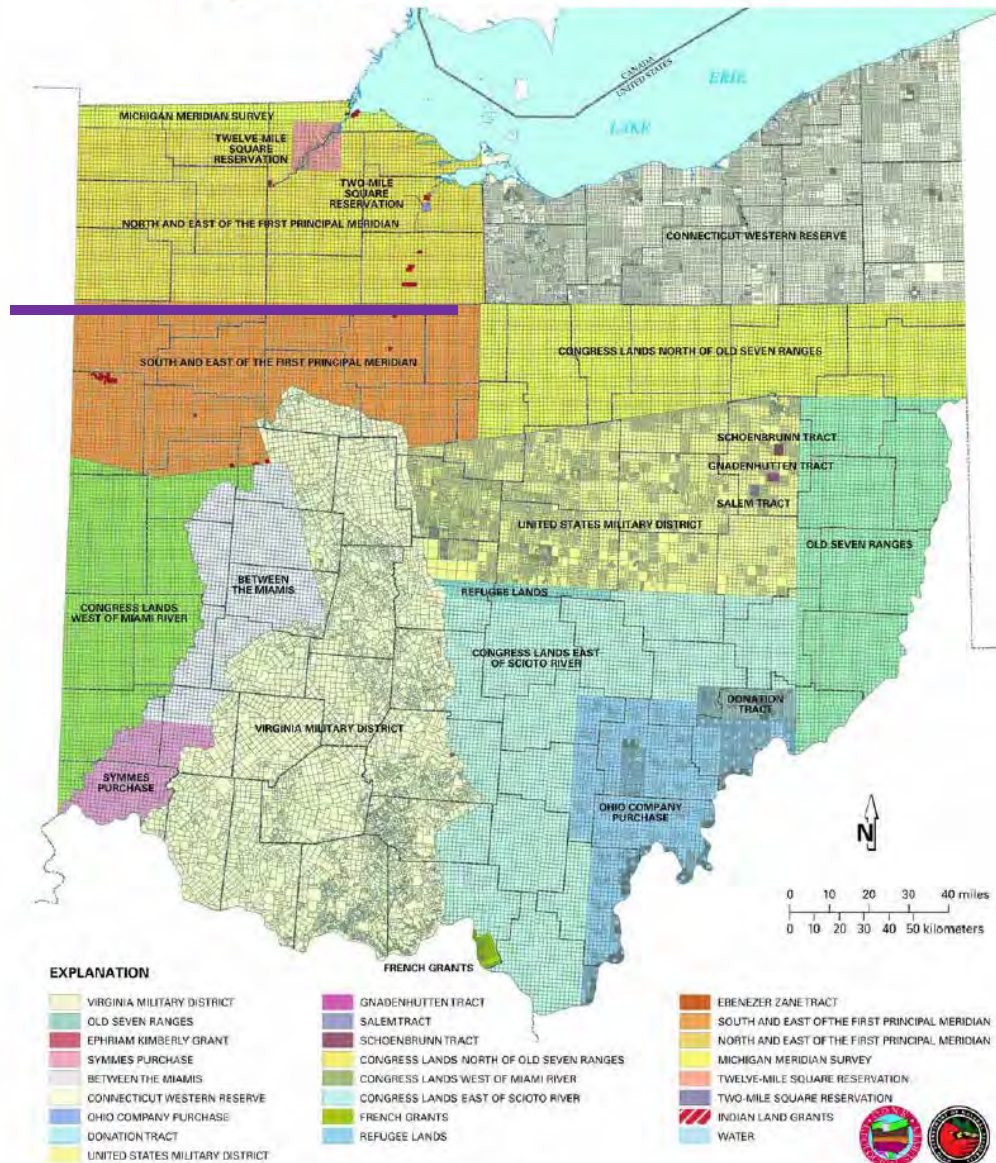 CANADA
UNITED STATES
ERIE
LAKE
MICHIGAN MERIDIAN SURVEY
TWELVE-MILE
SQUARE
RESERVATION
TWO-MILE
SQUARE
RESERVATION
NORTH AND EAST OF THE FIRST PRINCIPAL MERIDIAN
CONNECTICUT WESTERN RESERVE
SOUTH AND EAST OF THE FIRST PRINCIPAL MERIDIAN
CONGRESS LANDS NORTH OF OLD SEVEN RANGES
SCHOENBRUNN TRACT
GNADENHUTTEN TRACT
SALEM TRACT
UNITED STATES MILITARY DISTRICT
OLD SEVEN RANGES
BETWEEN
THE MIAMIS
REFUGEE LANDS
CONGRESS LANDS
WEST OF MIAMI RIVER
CONGRESS LANDS EAST
OF SCIOTO RIVER
DONATION
TRACT
VIRGINIA MILITARY DISTRICT
SYMMES
PURCHASE
OHIO COMPANY
PURCHASE
N
0 10 20 30 40 miles
0 10 20 30 40 50 kilometers
FRENCH GRANTS
EXPLANATION
VIRGINIA MILITARY DISTRICT
OLD SEVEN RANGES
EPHRIAM KIMBERLY GRANT
SYMMES PURCHASE
BETWEEN THE MIAMIS
CONNECTICUT WESTERN RESERVE
OHIO COMPANY PURCHASE
DONATION TRACT
UNITED STATES MILITARY DISTRICT
GNADENHUTTEN TRACT
SALEM TRACT
SCHOENBRUNN TRACT
CONGRESS LANDS NORTH OF OLD SEVEN RANGES
CONGRESS LANDS WEST OF MIAMI RIVER
CONGRESS LANDS EAST OF SCIOTO RIVER
FRENCH GRANTS
REFUGEE LANDS
EBENEZER ZANE TRACT
SOUTH AND EAST OF THE FIRST PRINCIPAL MERIDIAN
NORTH AND EAST OF THE FIRST PRINCIPAL MERIDIAN
MICHIGAN MERIDIAN SURVEY
TWELVE-MILE SQUARE RESERVATION
TWO-MILE SQUARE RESERVATION
INDIAN LAND GRANTS
WATER